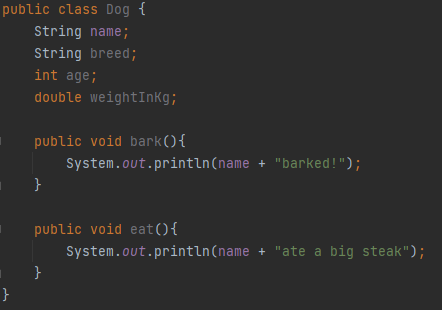 public class Dog {
    String name;
    String breed;
    int age;
    double weightInKg;

    public void bark(){
        System.out.println(name + "barked!");
    }

    public void eat(){
        System.out.println(name + "ate a big steak");
    }
}